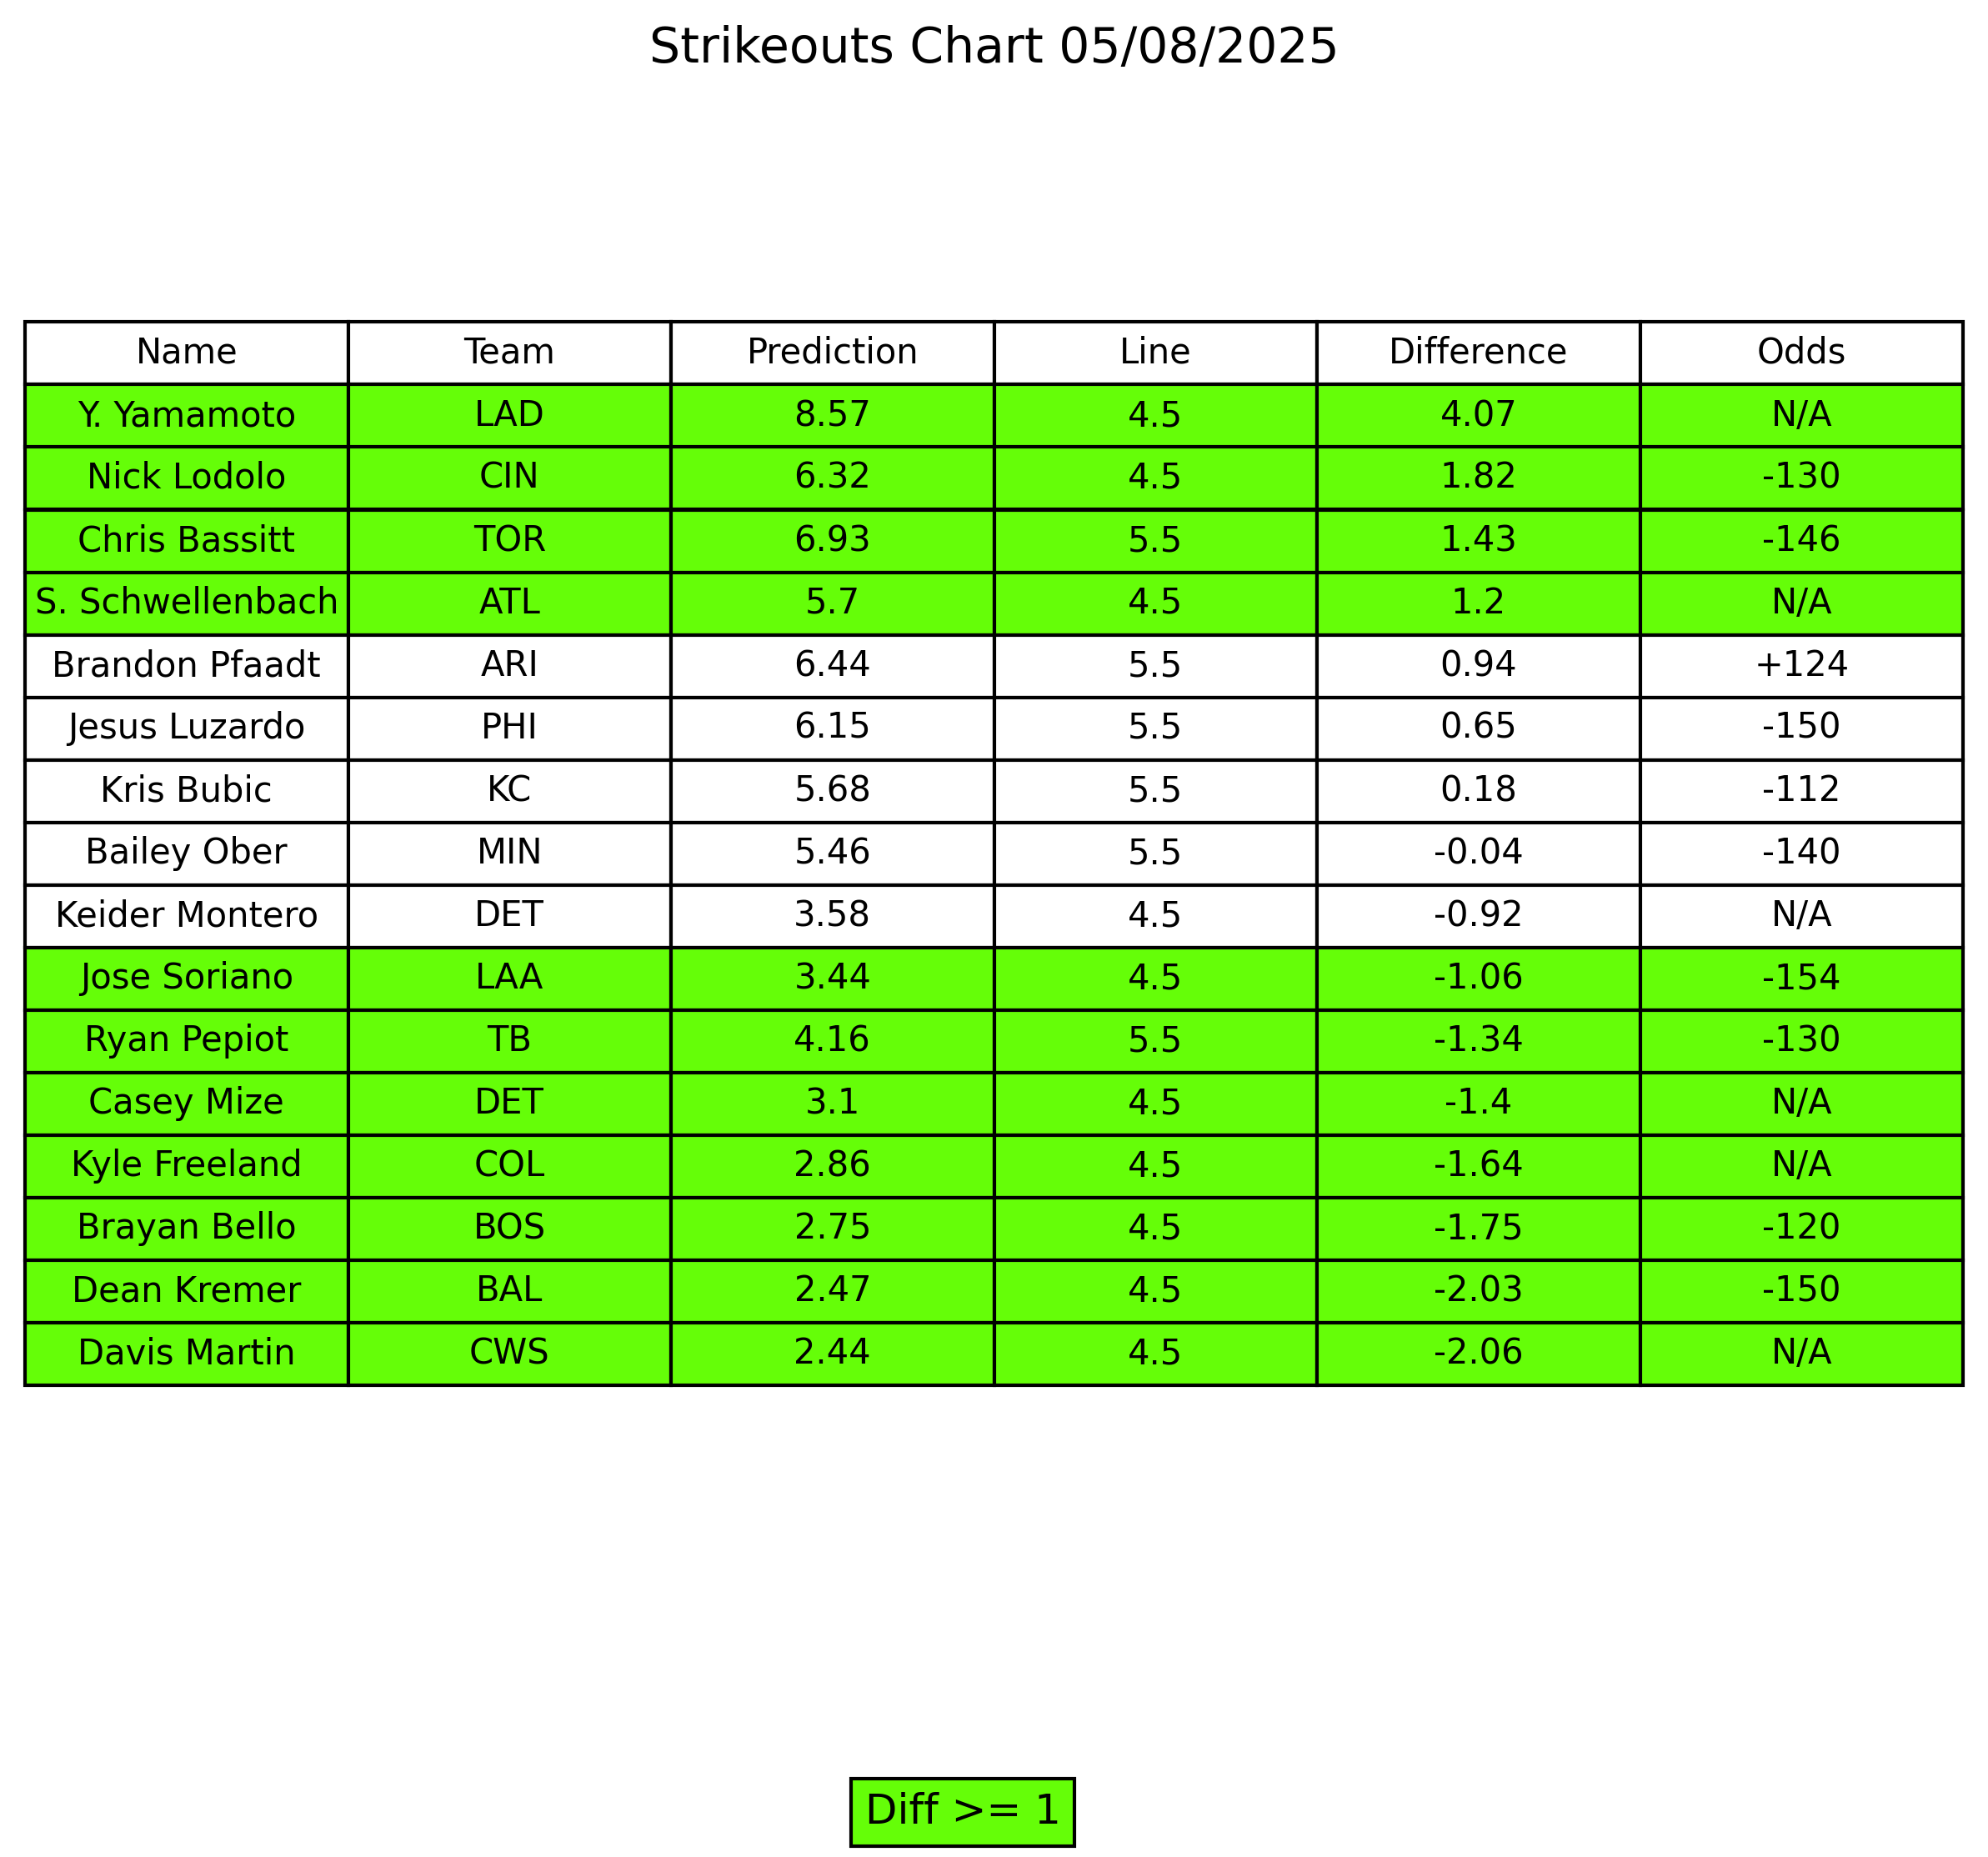 Strikeouts Chart 05/08/2025
Name Team Prediction Line Difference Odds
Y. Yamamoto LAD 8.57 4.5 4.07 N/A
Nick Lodolo CIN 6.32 4.5 1.82 -130
Chris Bassitt TOR 6.93 5.5 1.43 -146
S. Schwellenbach ATL 5.7 4.5 1.2 N/A
Brandon Pfaadt ARI 6.44 5.5 0.94 +124
Jesus Luzardo PHI 6.15 5.5 0.65 -150
Kris Bubic KC 5.68 5.5 0.18 -112
Bailey Ober MIN 5.46 5.5 -0.04 -140
Keider Montero DET 3.58 4.5 -0.92 N/A
Jose Soriano LAA 3.44 4.5 -1.06 -154
Ryan Pepiot TB 4.16 5.5 -1.34 -130
Casey Mize DET 3.1 4.5 -1.4 N/A
Kyle Freeland COL 2.86 4.5 -1.64 N/A
Brayan Bello BOS 2.75 4.5 -1.75 -120
Dean Kremer BAL 2.47 4.5 -2.03 -150
Davis Martin CWS 2.44 4.5 -2.06 N/A
Diff >= 1